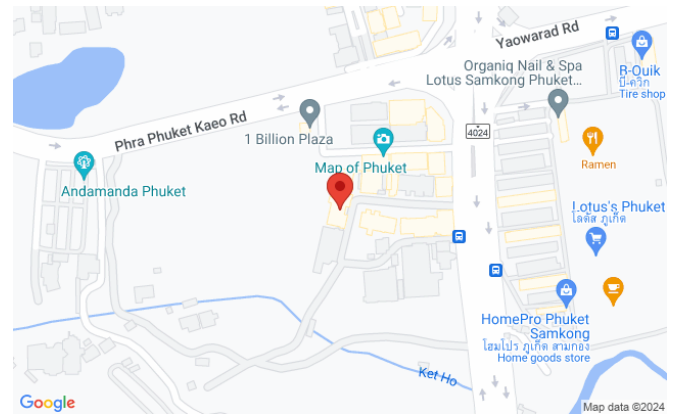 Yaowarad Rd
Organiq Nail & Spa
Lotus Samkong Phuket...
B-Quik
บี-ควิก
Tire shop
Phra Phuket Kaeo Rd
1 Billion Plaza
4024
Map of Phuket
Ramen
Andamanda Phuket
Lotus's Phuket
โลตัส ภูเก็ต
HomePro Phuket
Samkong
โฮมโปร ภูเก็ต สามกอง
Home goods store
Ket Ho
Google
Map data ©2024